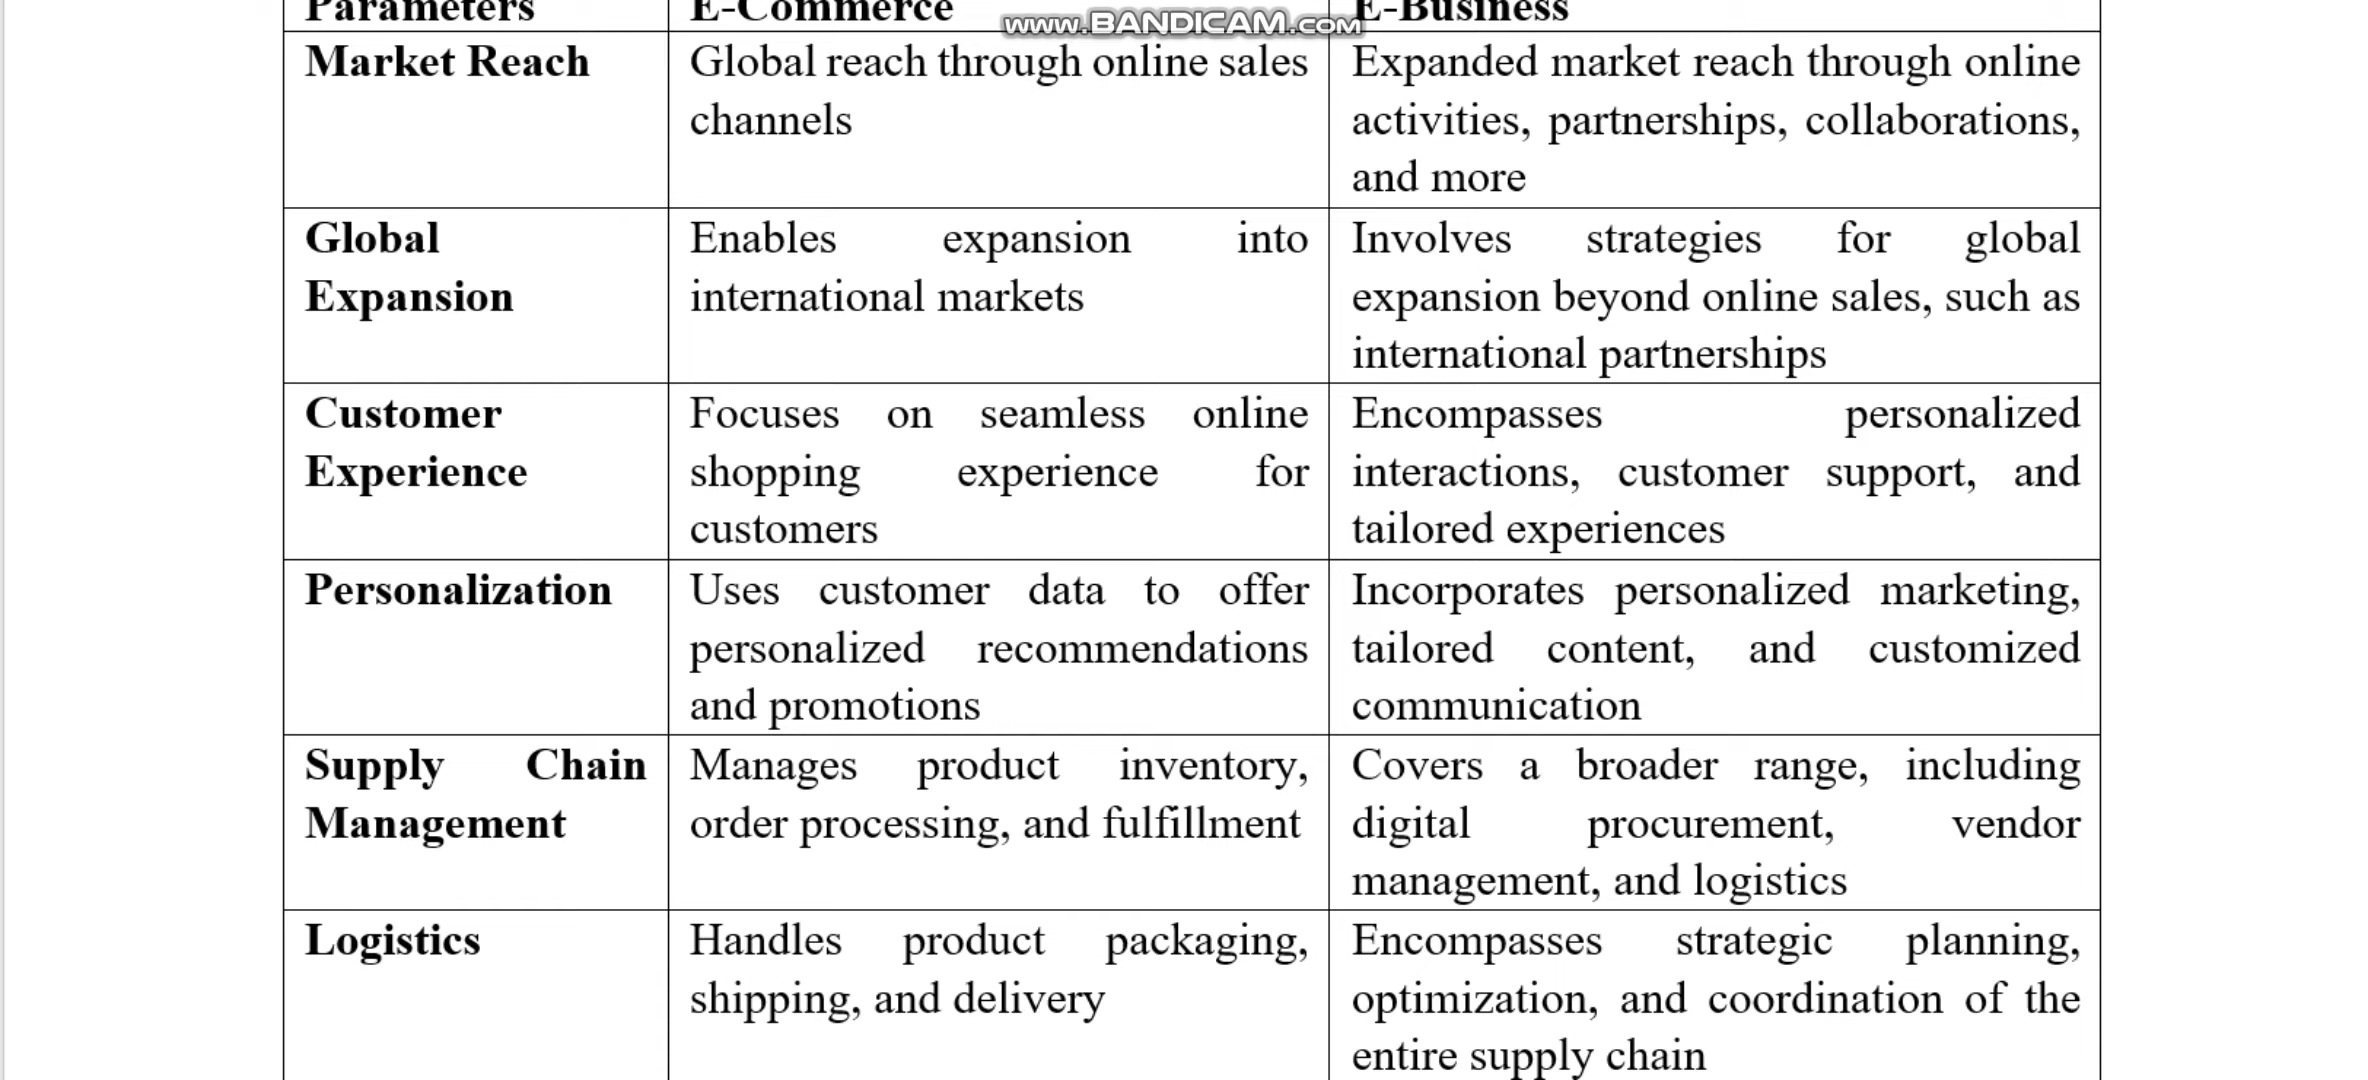 Parameters E-Commerce E-Business
www.BANDICAM.com
Market Reach
Global reach through online sales
channels
Expanded market reach through online
activities, partnerships, collaborations,
and more
Global
Expansion
Enables expansion into
international markets
Involves strategies for global
expansion beyond online sales, such as
international partnerships
Customer
Experience
Focuses on seamless online
shopping experience for
customers
Encompasses personalized
interactions, customer support, and
tailored experiences
Personalization
Uses customer data to offer
personalized recommendations
and promotions
Incorporates personalized marketing,
tailored content, and customized
communication
Supply Chain
Management
Manages product inventory,
order processing, and fulfillment
Covers a broader range, including
digital procurement, vendor
management, and logistics
Logistics
Handles product packaging,
shipping, and delivery
Encompasses strategic planning,
optimization, and coordination of the
entire supply chain